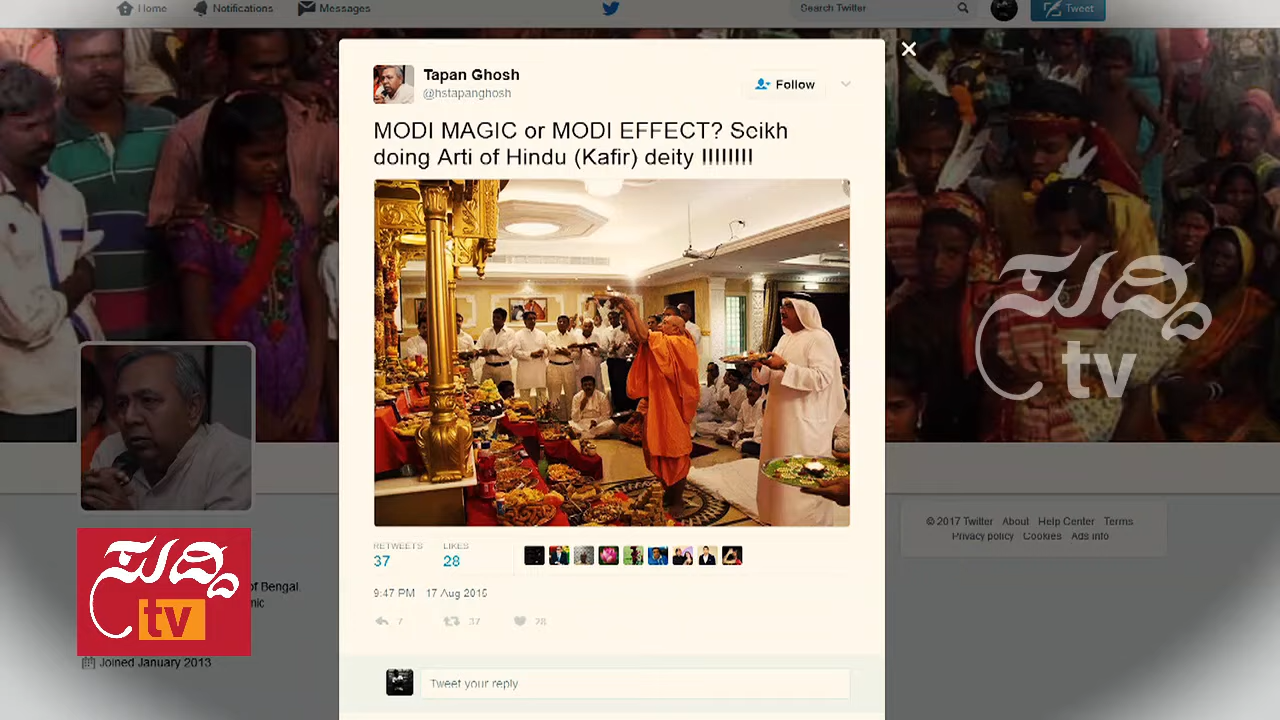 Home Notifications Messages Search Twitter Tweet
Tapan Ghosh
@hstapanghosh
Follow
MODI MAGIC or MODI EFFECT? Scikh
doing Arti of Hindu (Kafir) deity !!!!!!!!
ಸುದ್ದಿ
tv
© 2017 Twitter About Help Center Terms
Privacy policy Cookies Ads info
RETWEETS LIKES
37 28
9:47 PM 17 Aug 2015
7 37 28
of Bengal.
ಸುದ್ದಿ
tv
Joined January 2013
Tweet your reply